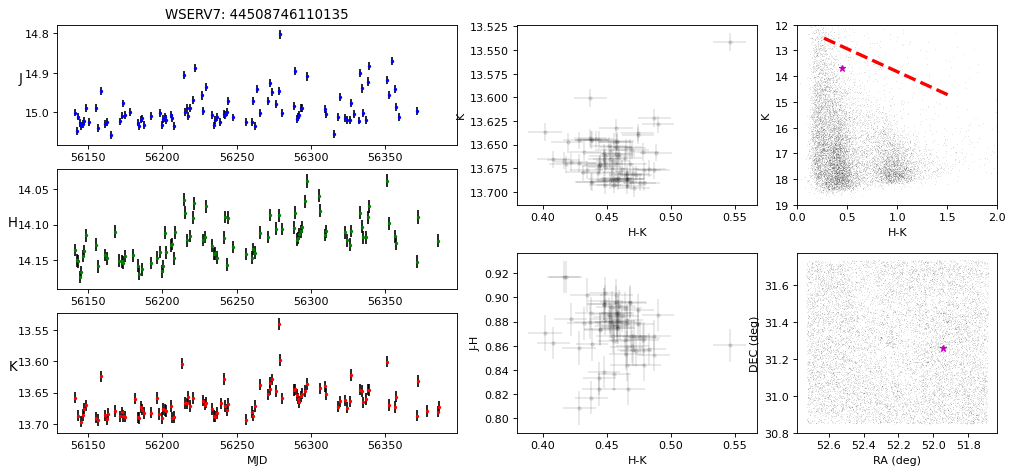 WSERV7: 44508746110135
J
14.8
14.9
15.0
56150 56200 56250 56300 56350
H
14.05
14.10
14.15
56150 56200 56250 56300 56350
K
13.55
13.60
13.65
13.70
56150 56200 56250 56300 56350
MJD
K
13.525
13.550
13.575
13.600
13.625
13.650
13.675
13.700
0.40 0.45 0.50 0.55
H-K
J-H
0.92
0.90
0.88
0.86
0.84
0.82
0.80
0.40 0.45 0.50 0.55
H-K
K
12
13
14
15
16
17
18
19
0.0 0.5 1.0 1.5 2.0
H-K
DEC (deg)
31.6
31.4
31.2
31.0
30.8
52.6 52.4 52.2 52.0 51.8
RA (deg)